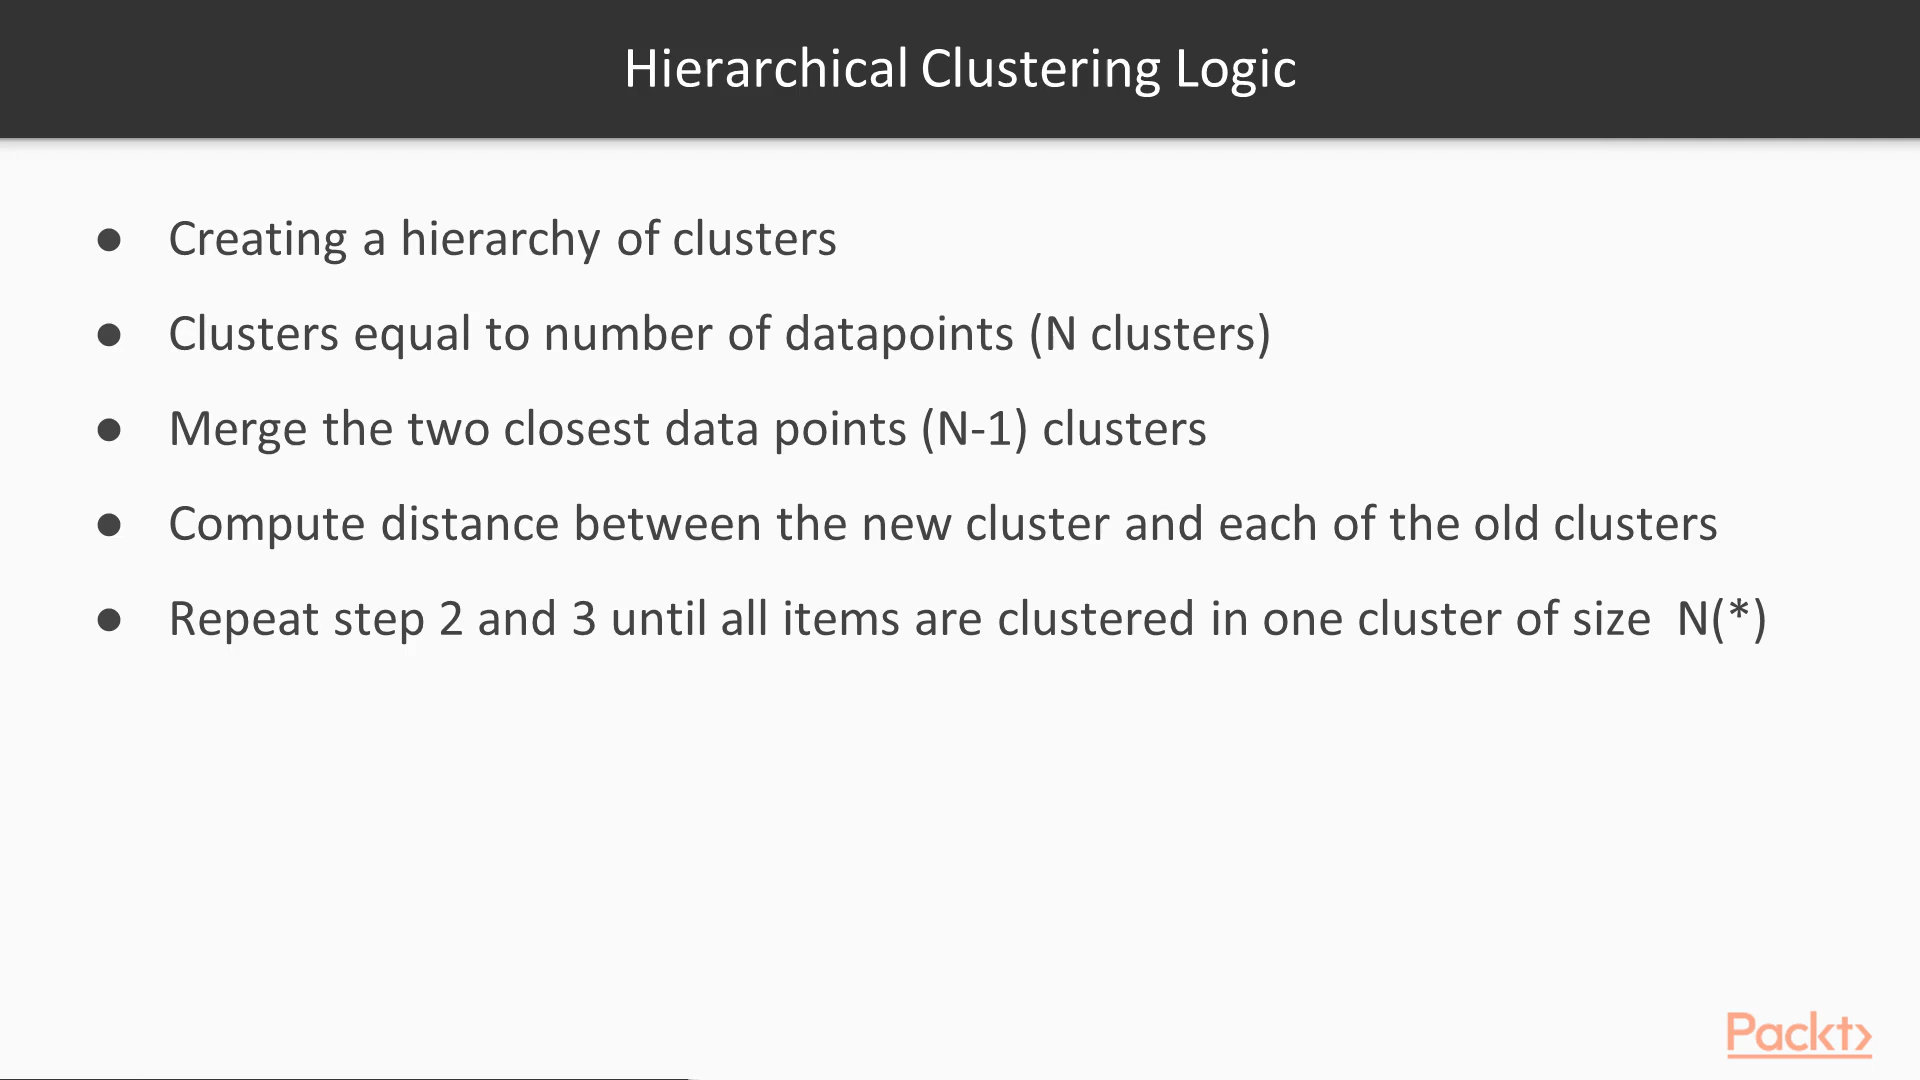 Hierarchical Clustering Logic
● Creating a hierarchy of clusters
● Clusters equal to number of datapoints (N clusters)
● Merge the two closest data points (N-1) clusters
● Compute distance between the new cluster and each of the old clusters
● Repeat step 2 and 3 until all items are clustered in one cluster of size  N(*)
Packt>